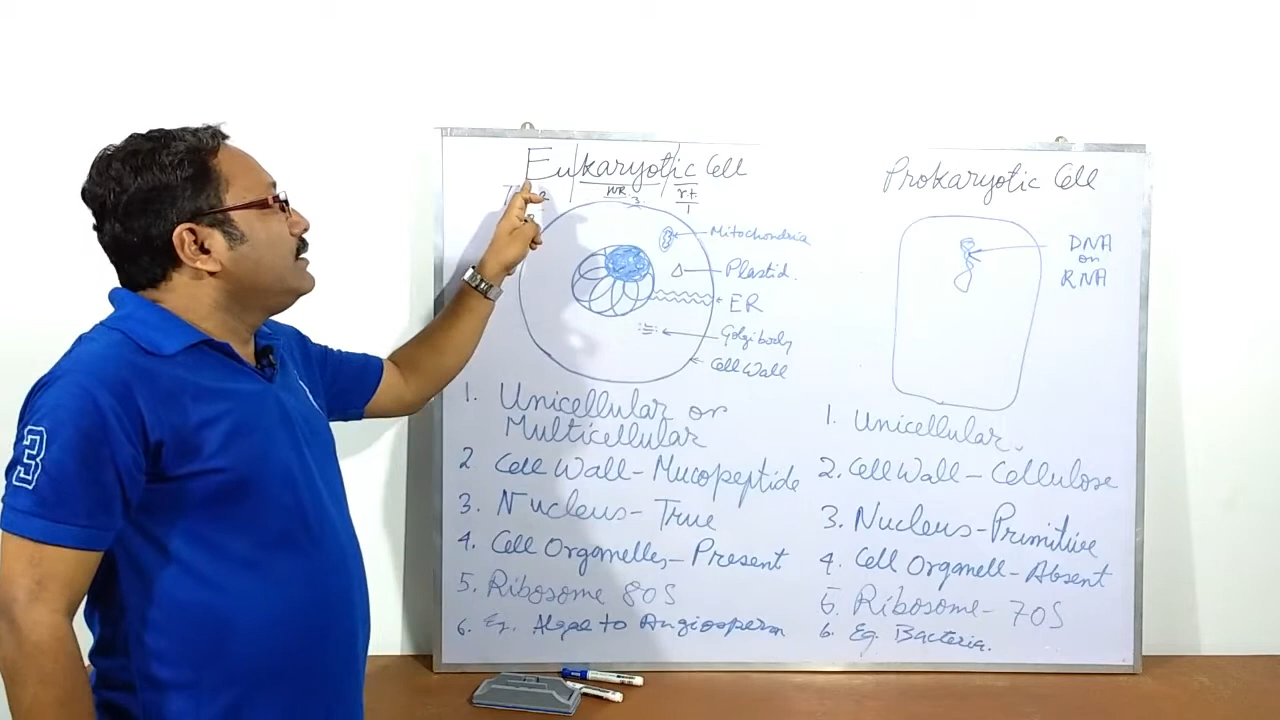 Eukaryotic Cell
Mitochondria
Plastid.
ER
Golgi body
Cell Wall
1. Unicellular or
Multicellular
2. Cell Wall - Mucopeptide
3. Nucleus - True
4. Cell Organelles - Present
5. Ribosome 80S
6. Eg. Algae to Angiosperm
Prokaryotic Cell
DNA
or
RNA
1. Unicellular
2. Cell Wall - Cellulose
3. Nucleus - Primitive
4. Cell Organell - Absent
5. Ribosome - 70S
6. Eg. Bacteria.
3